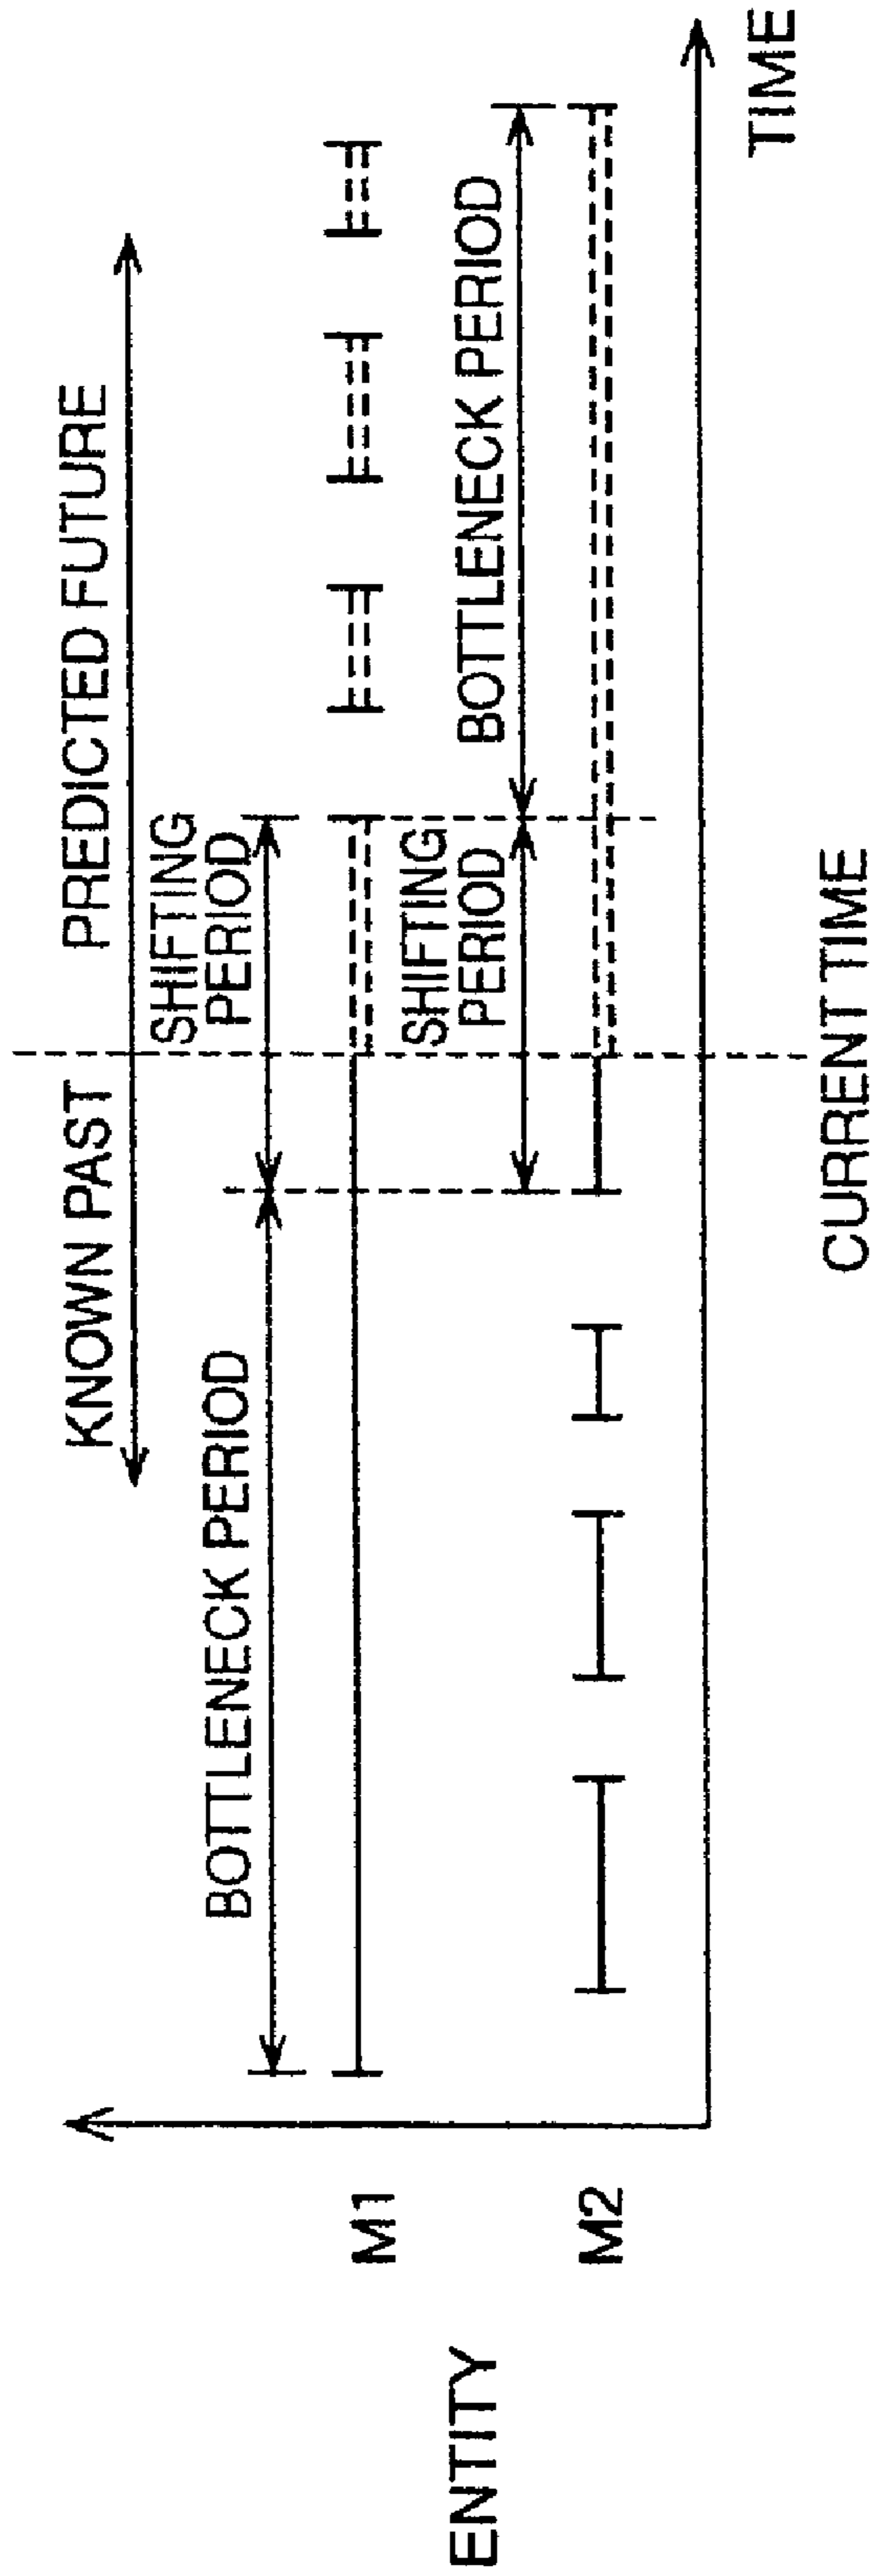 KNOWN PAST
PREDICTED FUTURE
SHIFTING
PERIOD
BOTTLENECK PERIOD
M1
SHIFTING
PERIOD
BOTTLENECK PERIOD
ENTITY
M2
TIME
CURRENT TIME